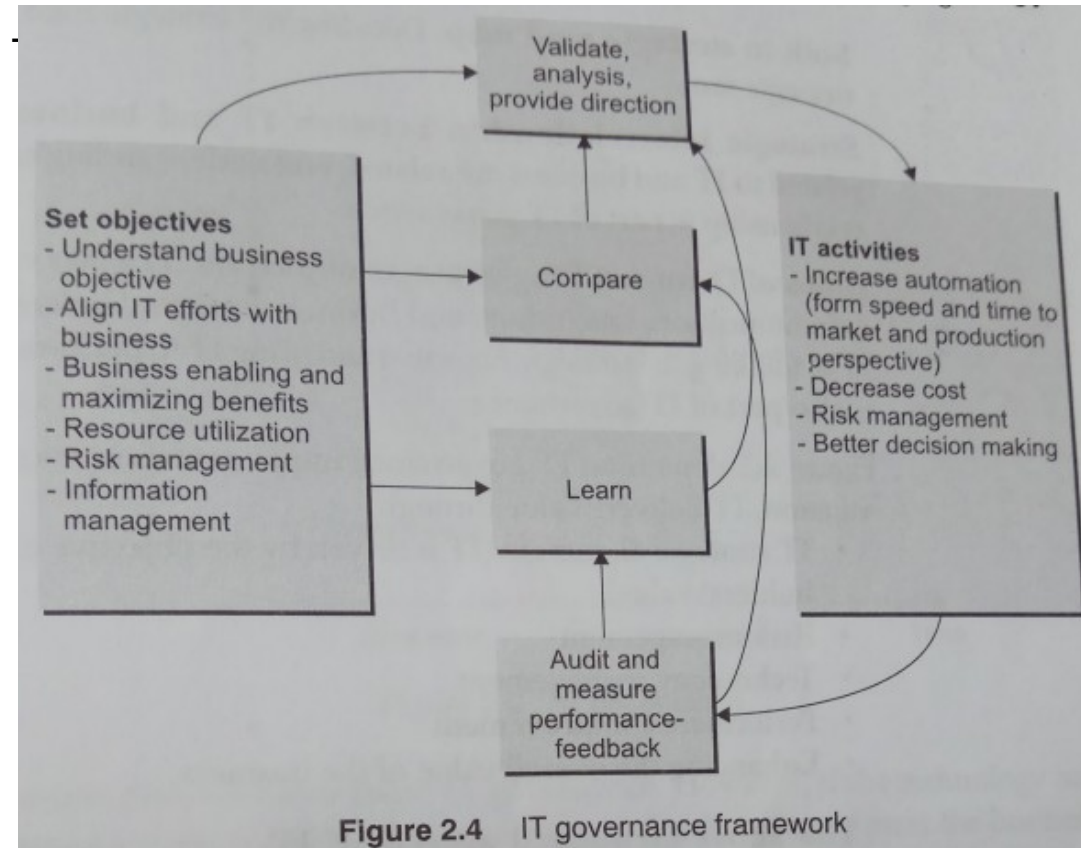 Validate,
analysis,
provide direction
Set objectives
- Understand business
objective
- Align IT efforts with
business
- Business enabling and
maximizing benefits
- Resource utilization
- Risk management
- Information
management
Compare
Learn
Audit and
measure
performance-
feedback
IT activities
- Increase automation
(form speed and time to
market and production
perspective)
- Decrease cost
- Risk management
- Better decision making
Figure 2.4 IT governance framework